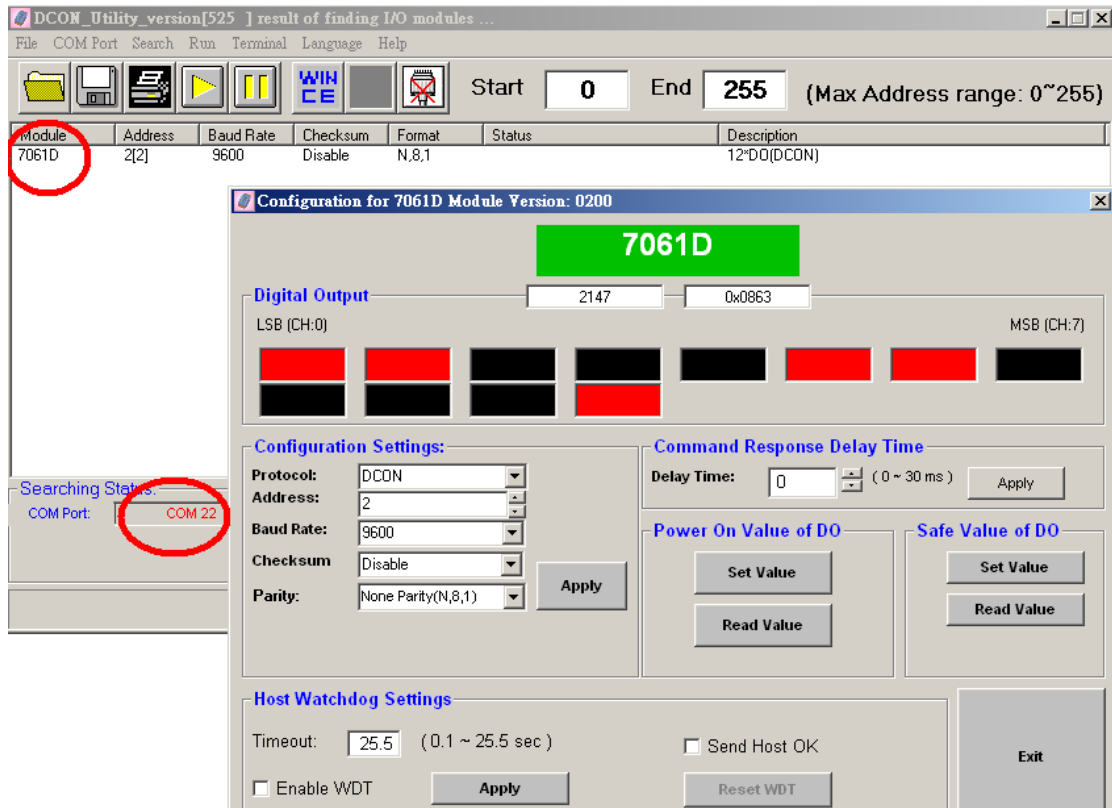 DCON_Utility_version[525 ] result of finding I/O modules ...
File COM Port Search Run Terminal Language Help
WIN CE
Start 0 End 255 (Max Address range: 0~255)
Module Address Baud Rate Checksum Format Status Description
7061D 2[2] 9600 Disable N,8,1 12*DO(DCON)
Configuration for 7061D Module Version: 0200
7061D
Digital Output 2147 0x0863
LSB (CH:0) MSB (CH:7)
Configuration Settings:
Protocol: DCON
Address: 2
Baud Rate: 9600
Checksum Disable
Parity: None Parity(N,8,1)
Apply
Command Response Delay Time
Delay Time: 0 ( 0 ~ 30 ms ) Apply
Power On Value of DO
Set Value
Read Value
Safe Value of DO
Set Value
Read Value
Searching Status:
COM Port: COM 22
Host Watchdog Settings
Timeout: 25.5 ( 0.1 ~ 25.5 sec )
Send Host OK
Enable WDT Apply Reset WDT
Exit